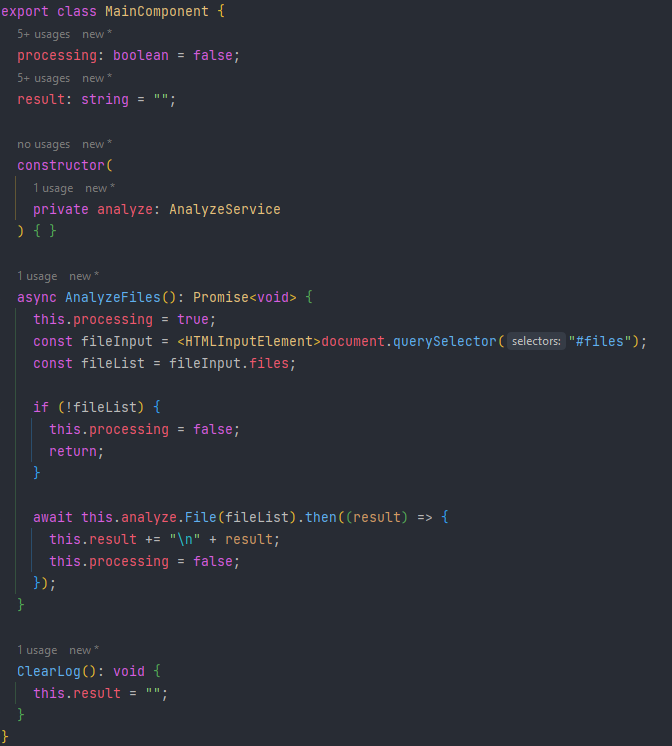 export class MainComponent {
5+ usages new *
processing: boolean = false;
5+ usages new *
result: string = "";
no usages new *
constructor(
1 usage new *
private analyze: AnalyzeService
) { }
1 usage new *
async AnalyzeFiles(): Promise<void> {
this.processing = true;
const fileInput = <HTMLInputElement>document.querySelector( selectors: "#files");
const fileList = fileInput.files;
if (!fileList) {
this.processing = false;
return;
}
await this.analyze.File(fileList).then((result) => {
this.result += "\n" + result;
this.processing = false;
});
}
1 usage new *
ClearLog(): void {
this.result = "";
}
}